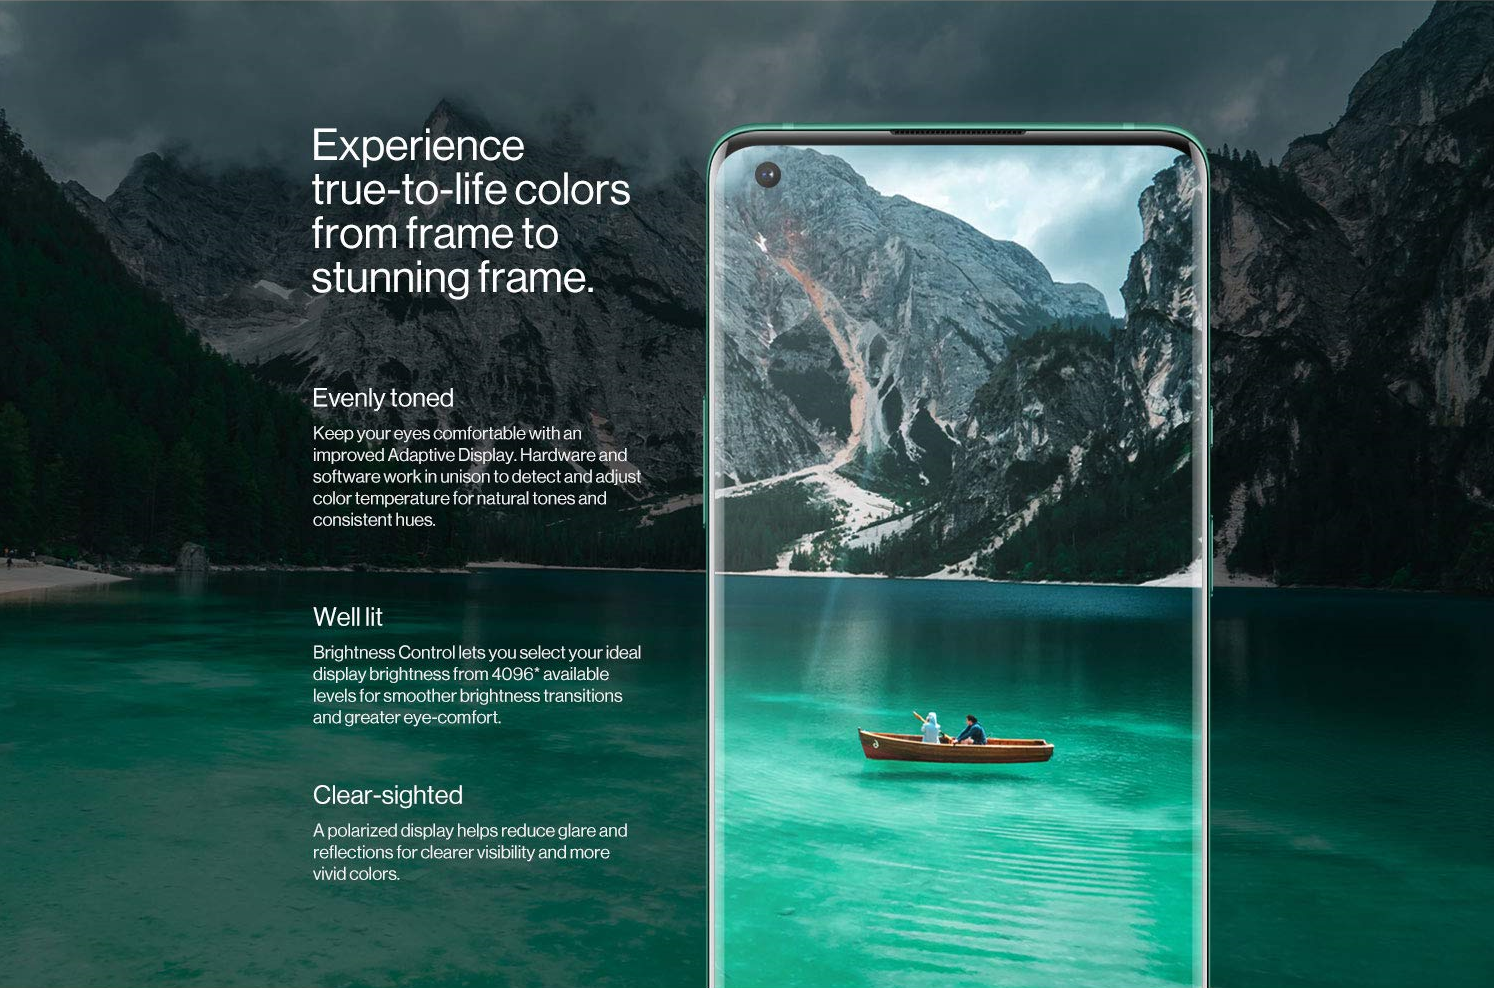 Experience
true-to-life colors
from frame to
stunning frame.
Evenly toned
Keep your eyes comfortable with an
improved Adaptive Display. Hardware and
software work in unison to detect and adjust
color temperature for natural tones and
consistent hues.
Well lit
Brightness Control lets you select your ideal
display brightness from 4096* available
levels for smoother brightness transitions
and greater eye-comfort.
Clear-sighted
A polarized display helps reduce glare and
reflections for clearer visibility and more
vivid colors.